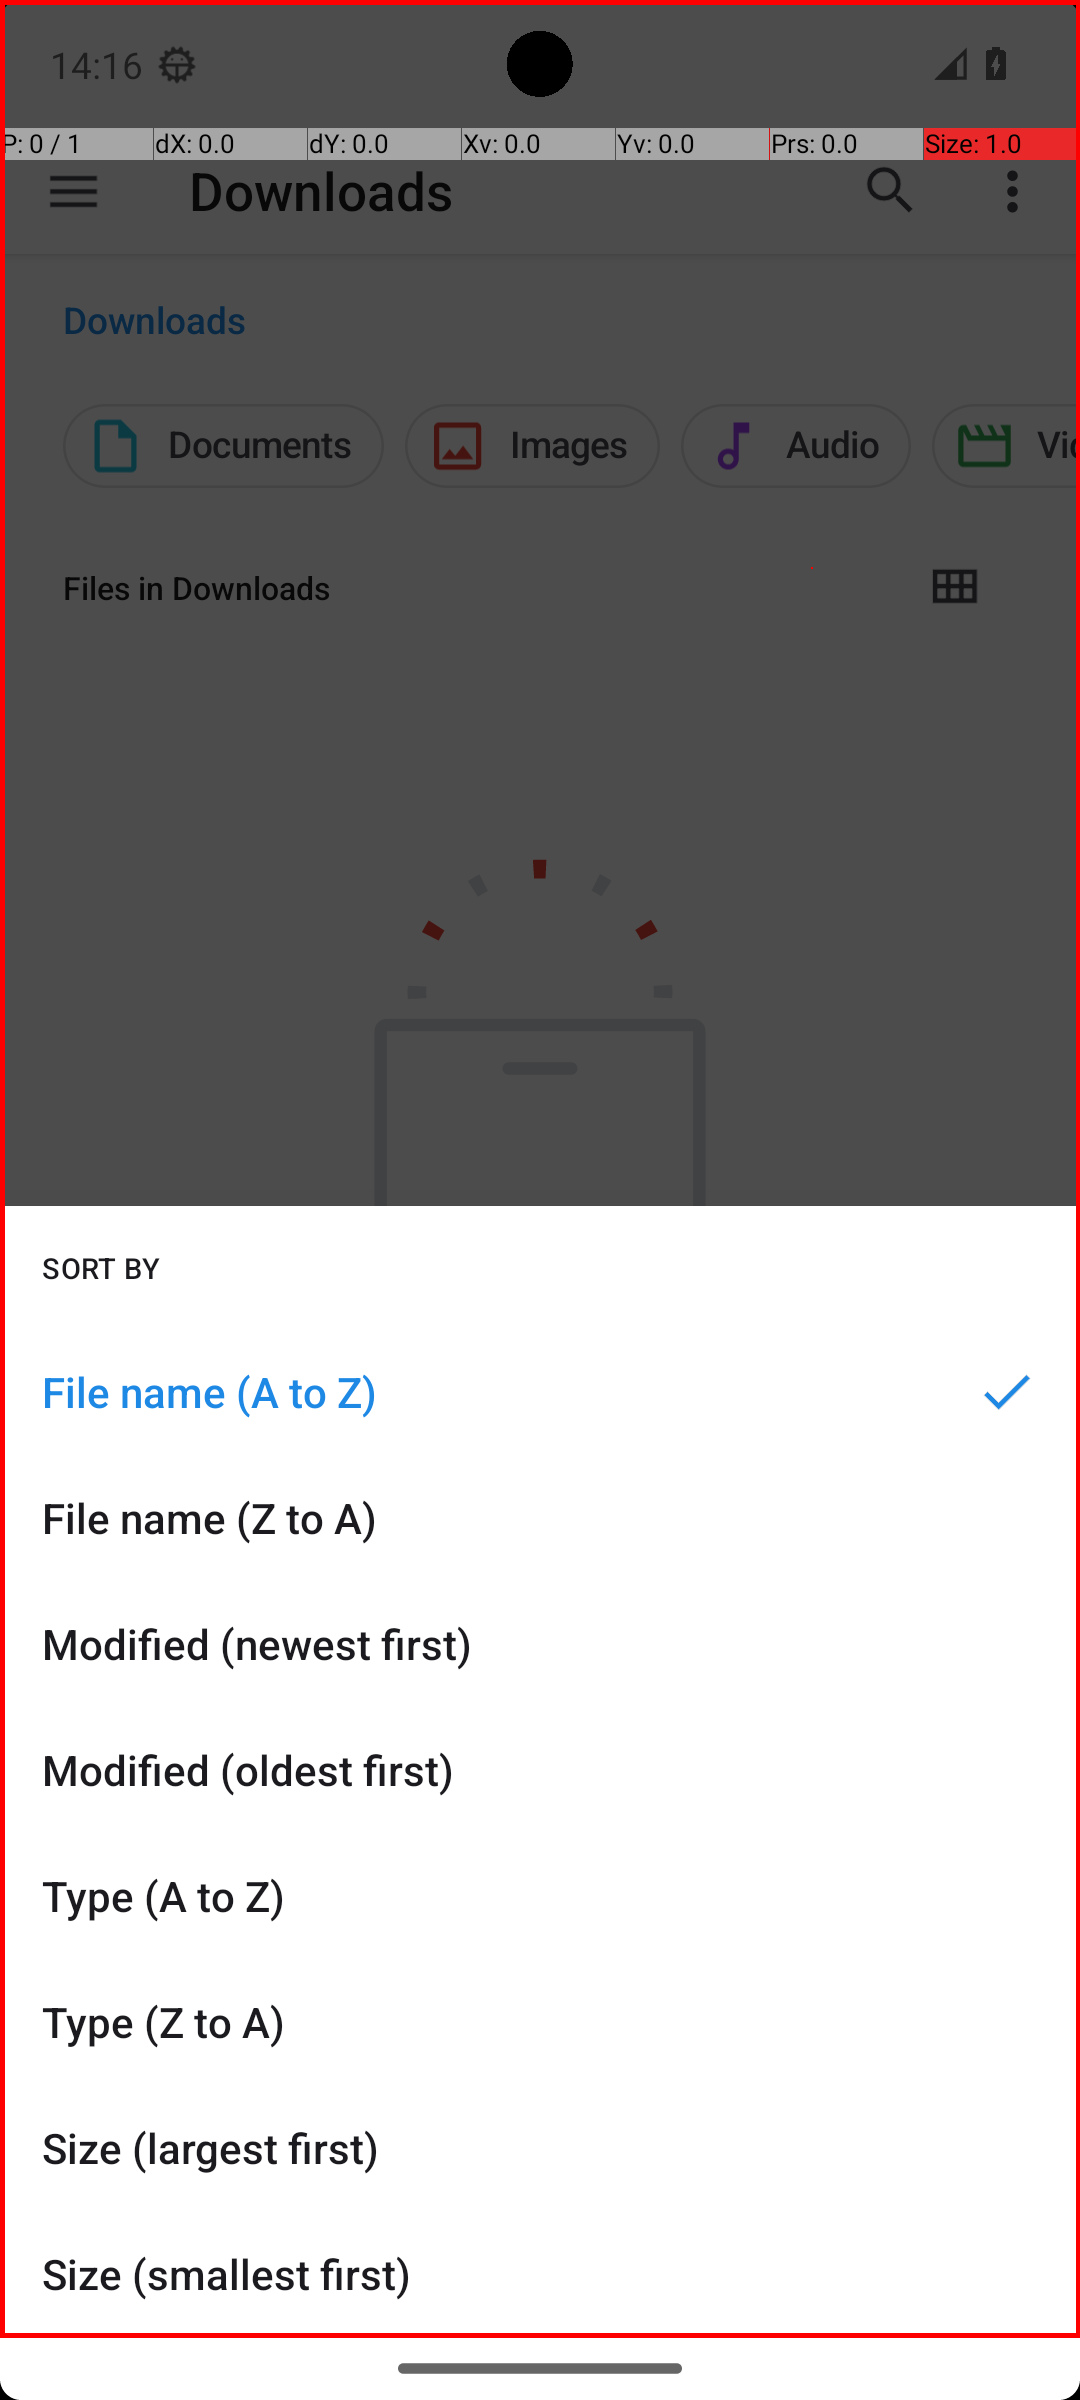 14:16
P: 0 / 1 dX: 0.0 dY: 0.0 Xv: 0.0 Yv: 0.0 Prs: 0.0 Size: 1.0
Downloads
Downloads
Documents Images Audio
Files in Downloads
SORT BY
File name (A to Z)
File name (Z to A)
Modified (newest first)
Modified (oldest first)
Type (A to Z)
Type (Z to A)
Size (largest first)
Size (smallest first)